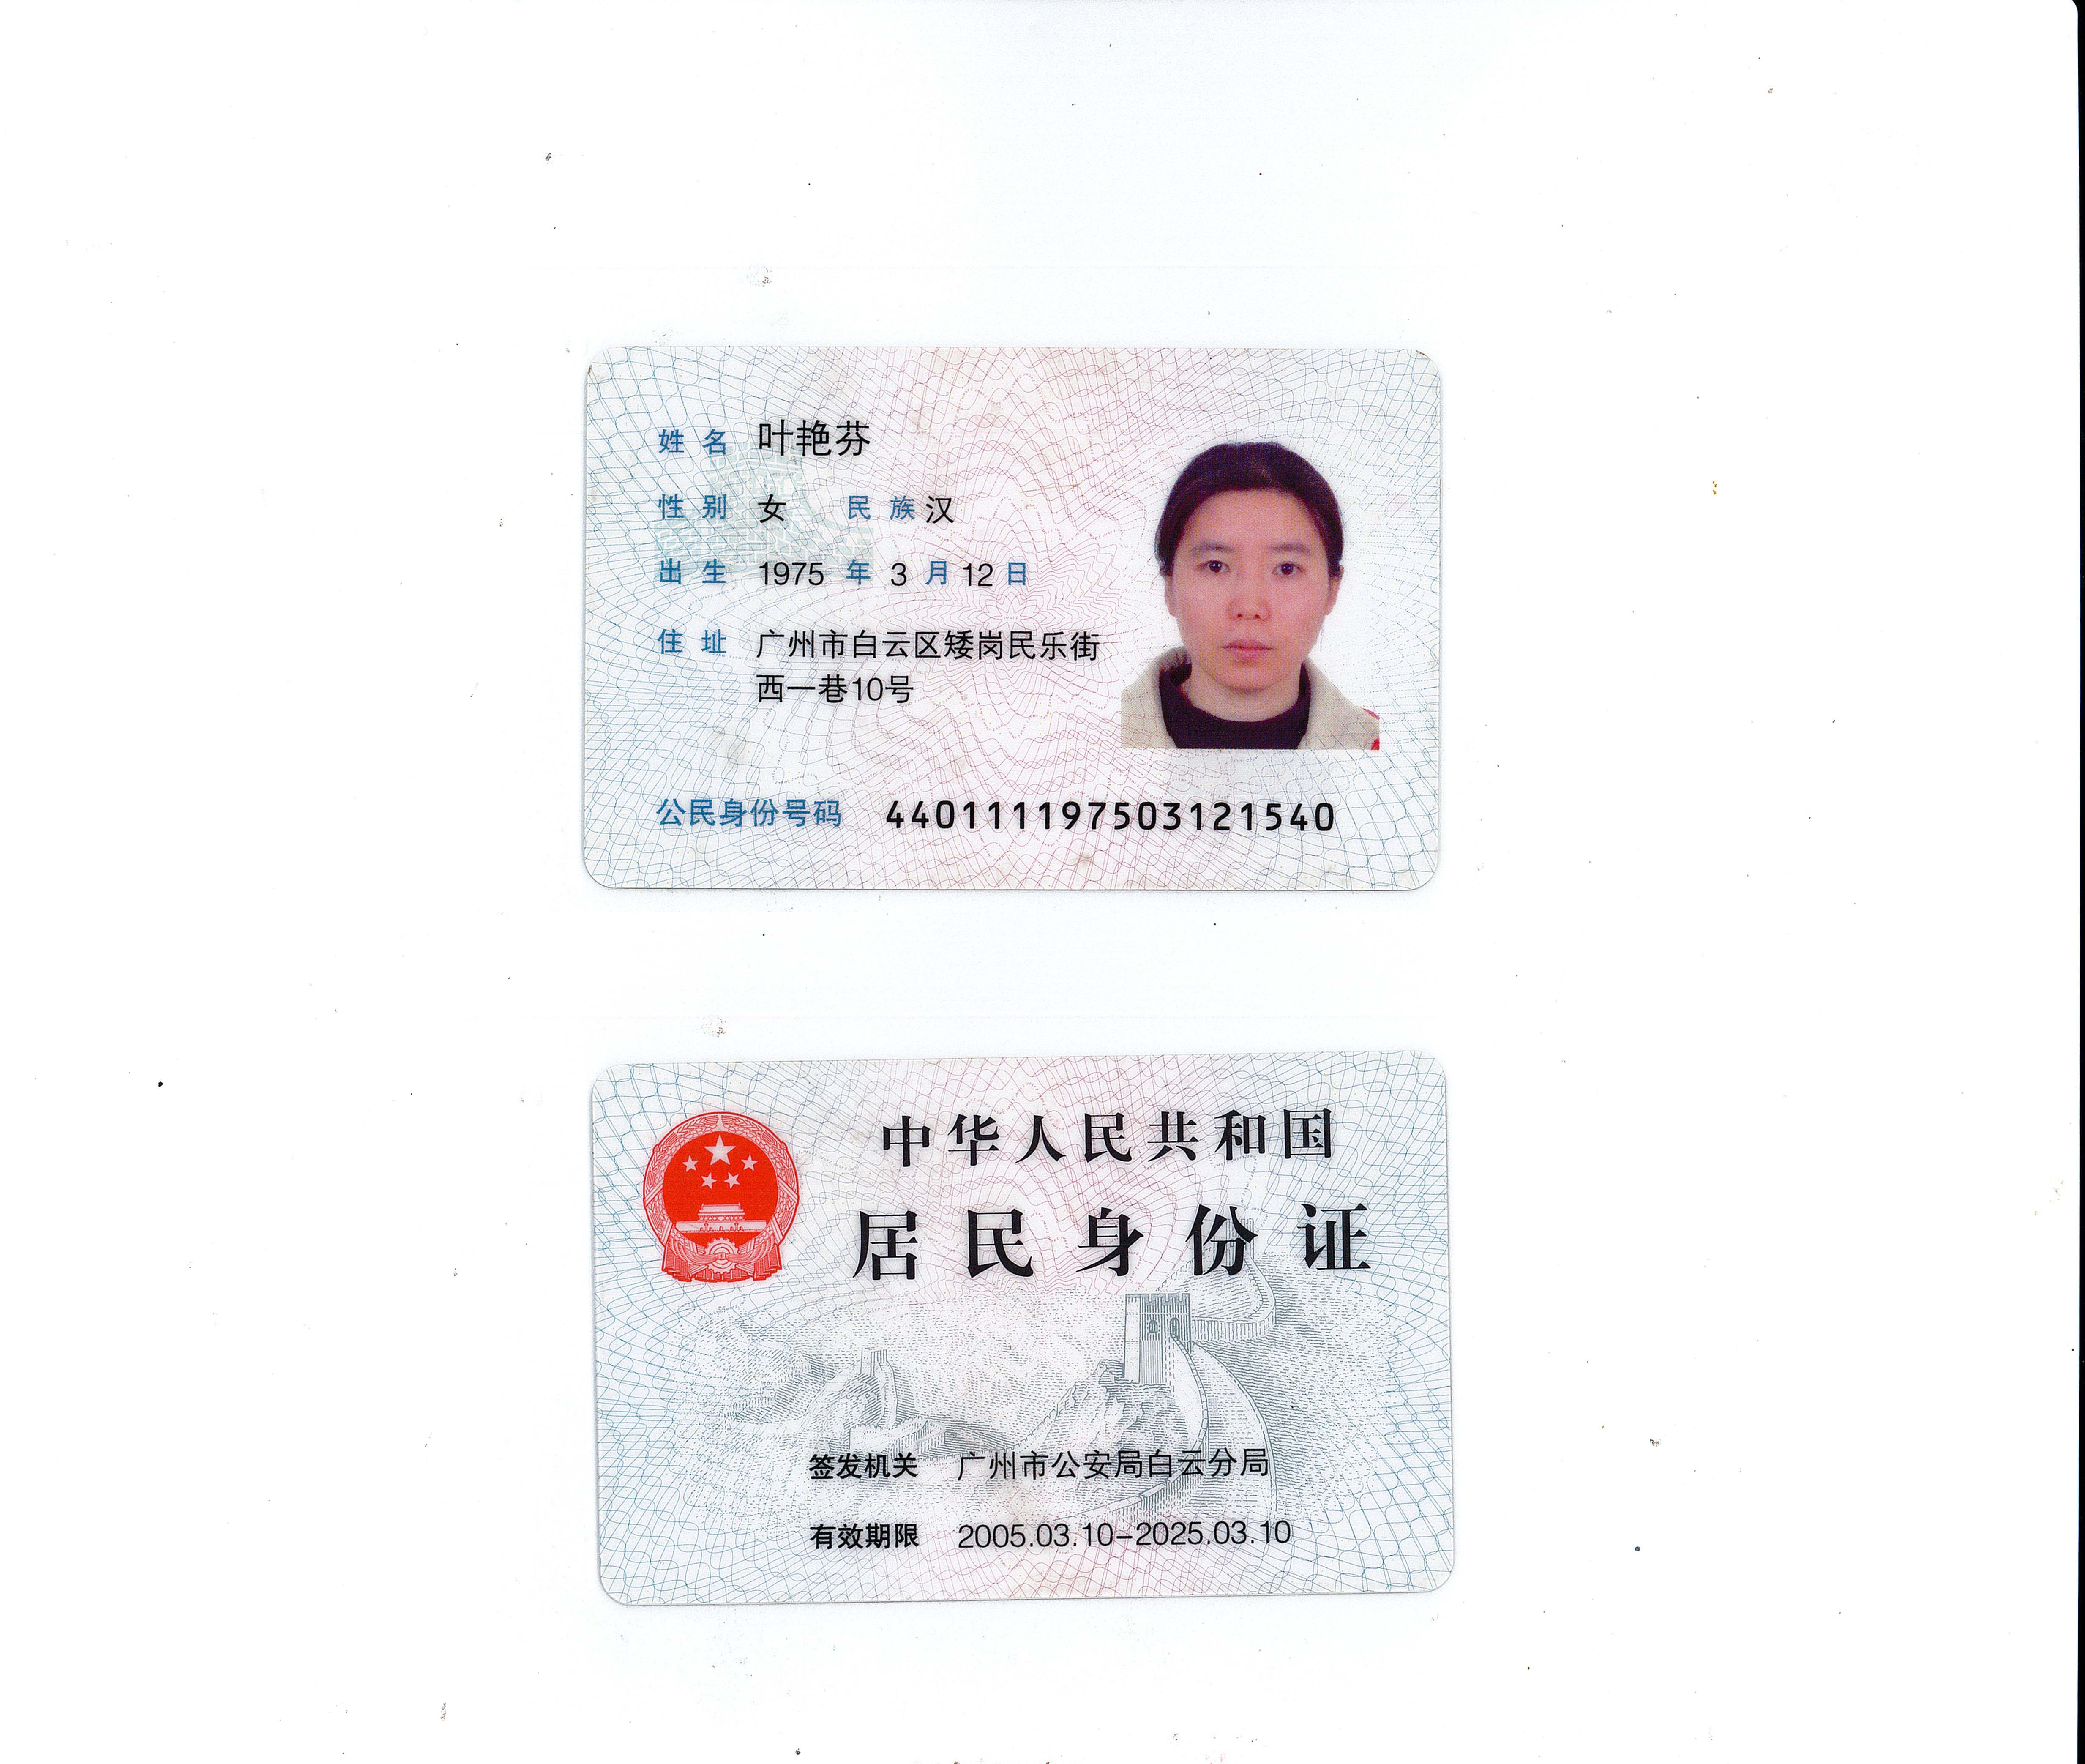 姓名 叶艳芬
性别 女 民族 汉
出生 1975 年 3 月 12 日
住址 广州市白云区矮岗民乐街
西一巷10号
公民身份号码 440111197503121540
中华人民共和国
居民身份证
签发机关 广州市公安局白云分局
有效期限 2005.03.10-2025.03.10